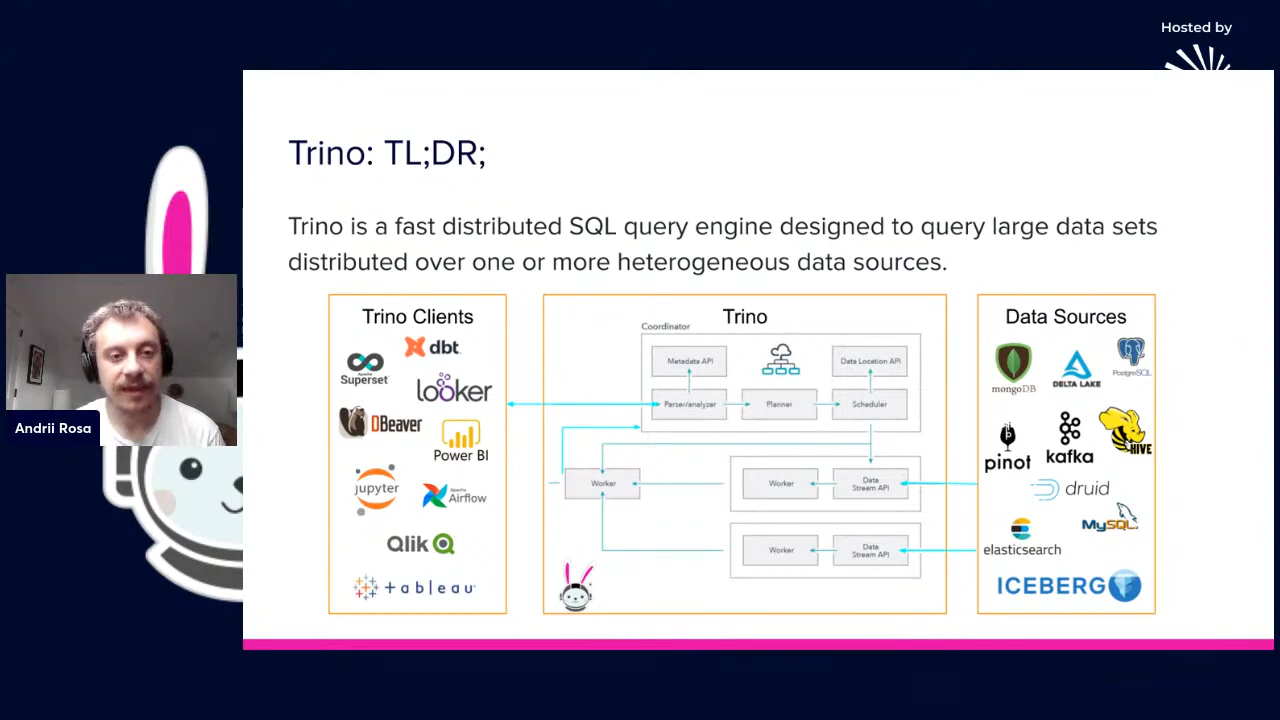 Hosted by
Trino: TL;DR;
Trino is a fast distributed SQL query engine designed to query large data sets
distributed over one or more heterogeneous data sources.
Trino Clients
dbt
Apache
Superset
looker
DBeaver
Power BI
jupyter
Apache
Airflow
Qlik
+ableau
Trino
Coordinator
Metadata API
Data Location API
Parser/analyzer
Planner
Scheduler
Worker
Worker
Data
Stream API
Worker
Data
Stream API
Data Sources
mongoDB
DELTA LAKE
PostgreSQL
pinot
kafka
HIVE
druid
MySQL
elasticsearch
ICEBERG
Andrii Rosa